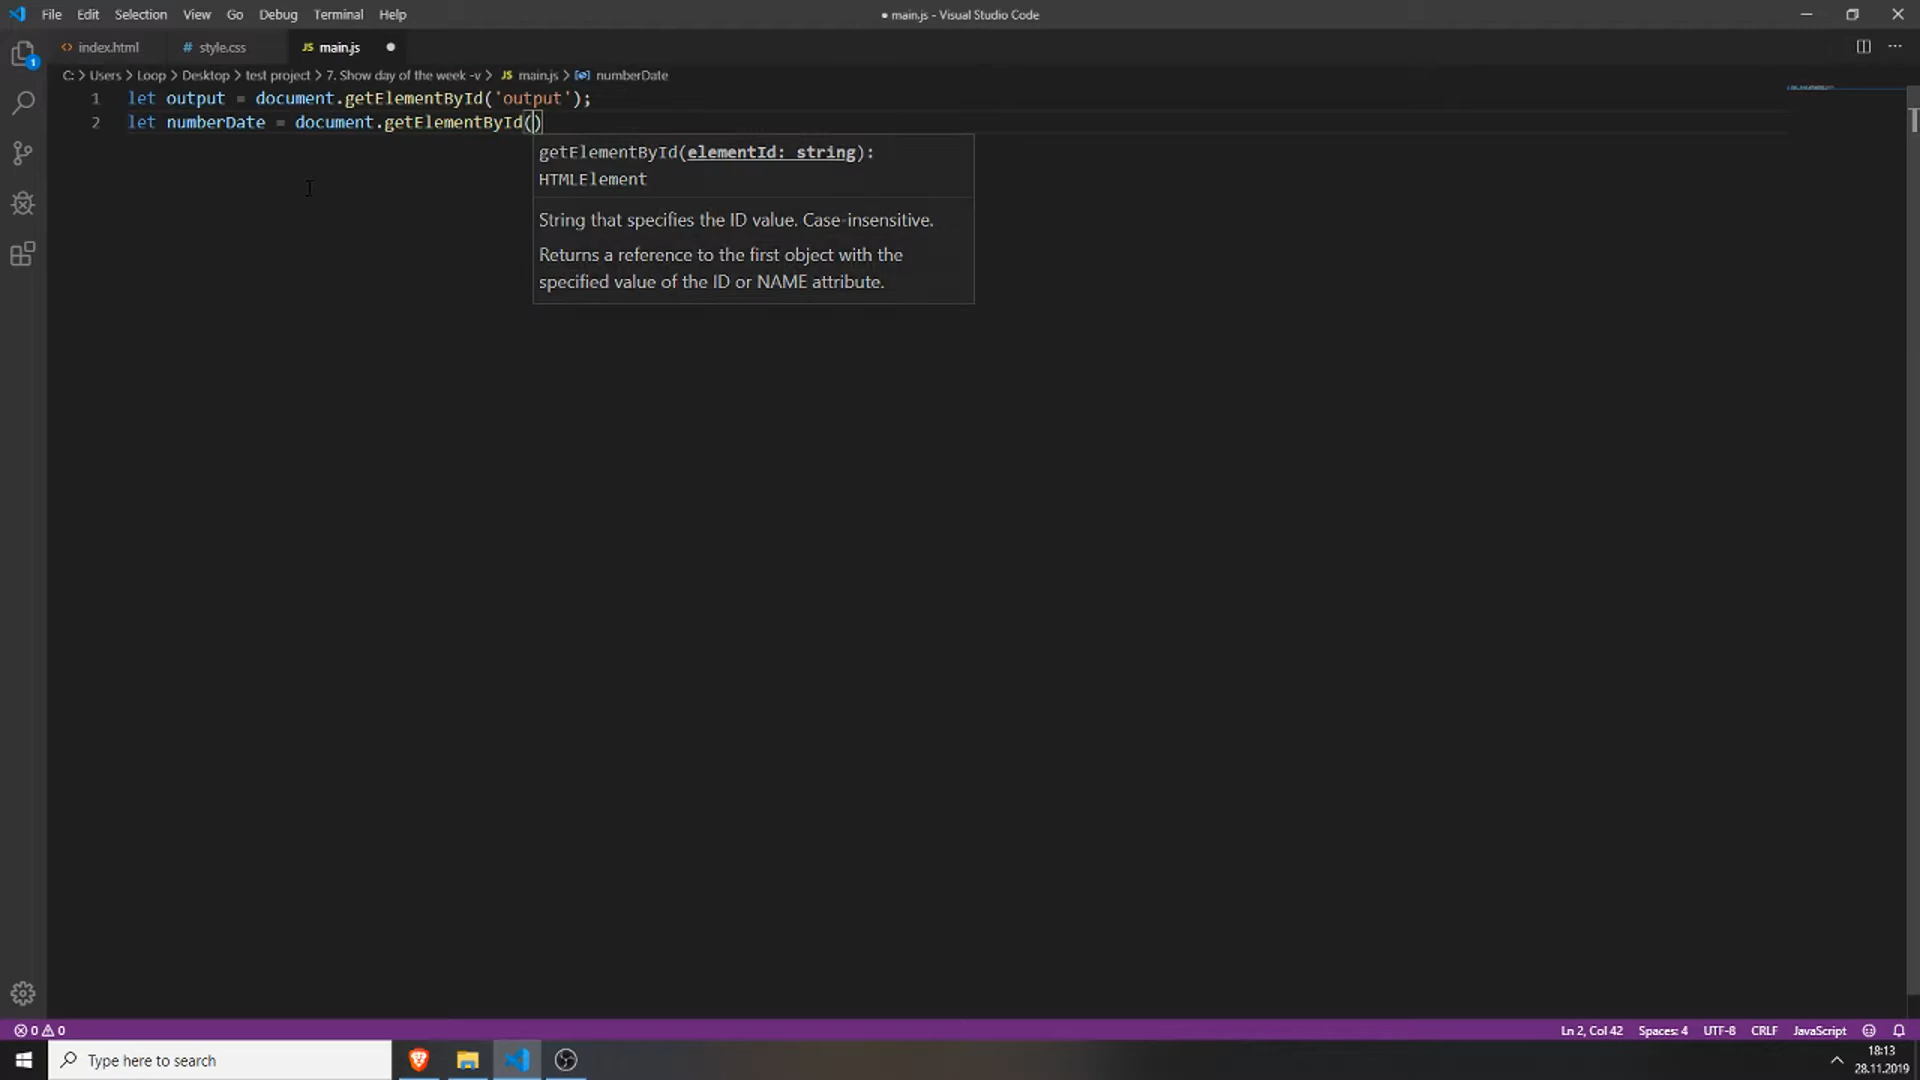 File Edit Selection View Go Debug Terminal Help
● main.js - Visual Studio Code
<> index.html # style.css JS main.js ●
C: > Users > Loop > Desktop > test project > 7. Show day of the week -v > JS main.js > numberDate
1 let output = document.getElementById('output');
2 let numberDate = document.getElementById()
getElementById(elementId: string):
HTMLElement
String that specifies the ID value. Case-insensitive.
Returns a reference to the first object with the
specified value of the ID or NAME attribute.
1
0 0
Ln 2, Col 42 Spaces: 4 UTF-8 CRLF JavaScript
Type here to search
18:13
28.11.2019